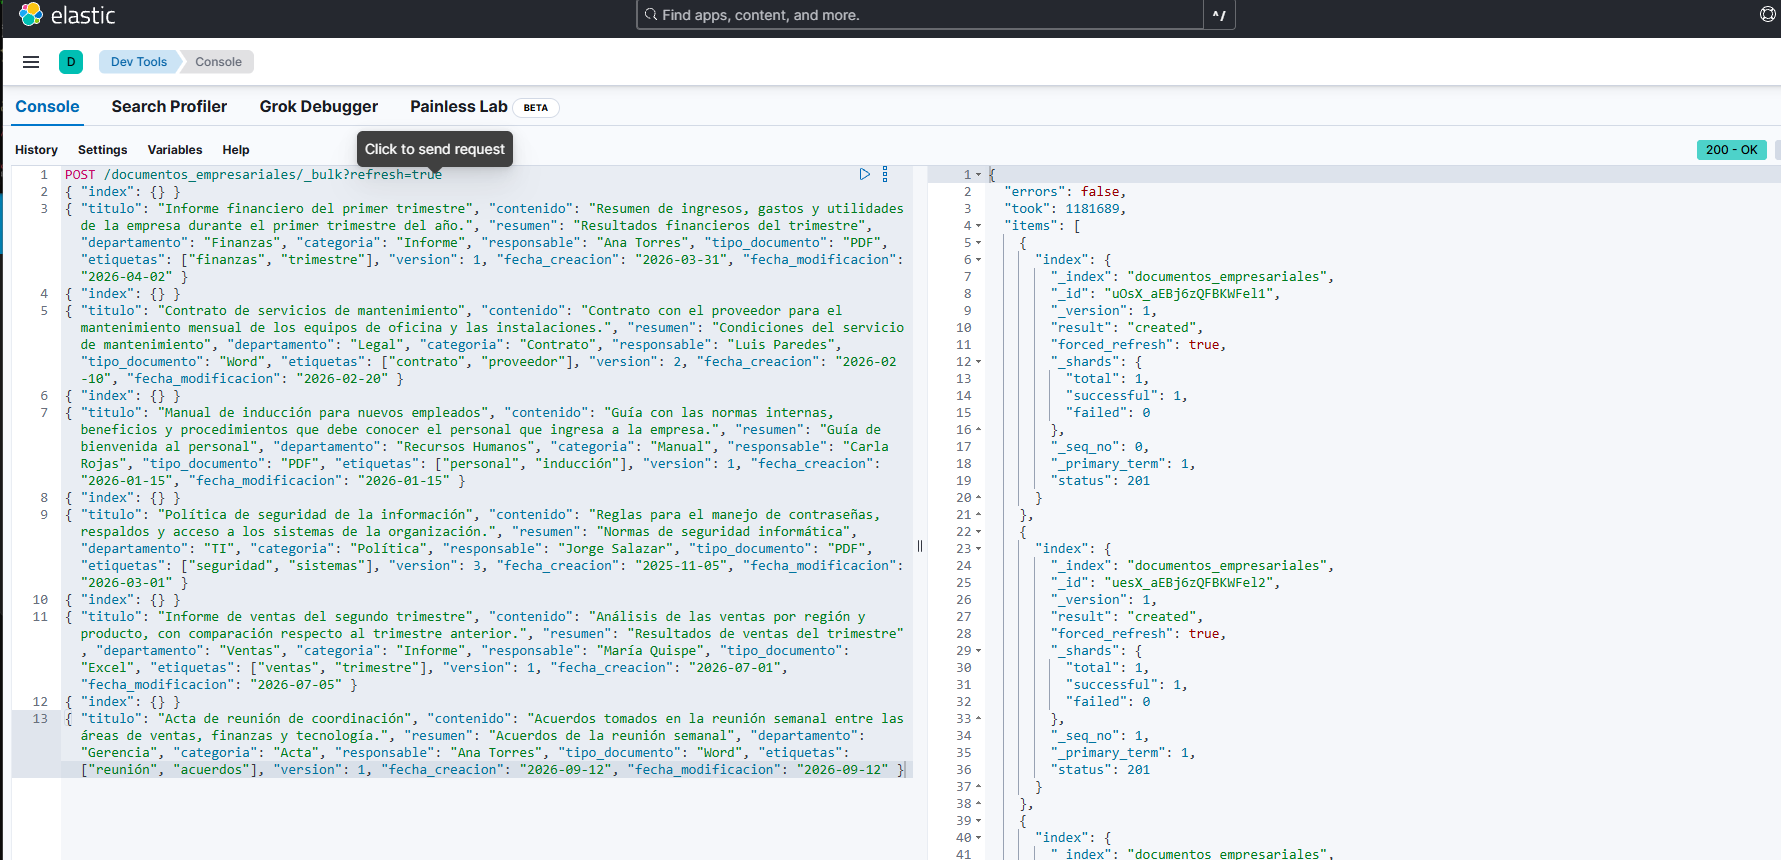 elastic
Find apps, content, and more.
^/
D
Dev Tools
Console
Console
Search Profiler
Grok Debugger
Painless Lab
BETA
History
Settings
Variables
Help
Click to send request
200 - OK
1 POST /documentos_empresariales/_bulk?refresh=true
2 { "index": {} }
3 { "titulo": "Informe financiero del primer trimestre", "contenido": "Resumen de ingresos, gastos y utilidades
de la empresa durante el primer trimestre del año.", "resumen": "Resultados financieros del trimestre",
"departamento": "Finanzas", "categoria": "Informe", "responsable": "Ana Torres", "tipo_documento": "PDF",
"etiquetas": ["finanzas", "trimestre"], "version": 1, "fecha_creacion": "2026-03-31", "fecha_modificacion":
"2026-04-02" }
4 { "index": {} }
5 { "titulo": "Contrato de servicios de mantenimiento", "contenido": "Contrato con el proveedor para el
mantenimiento mensual de los equipos de oficina y las instalaciones.", "resumen": "Condiciones del servicio
de mantenimiento", "departamento": "Legal", "categoria": "Contrato", "responsable": "Luis Paredes",
"tipo_documento": "Word", "etiquetas": ["contrato", "proveedor"], "version": 2, "fecha_creacion": "2026-02
-10", "fecha_modificacion": "2026-02-20" }
6 { "index": {} }
7 { "titulo": "Manual de inducción para nuevos empleados", "contenido": "Guía con las normas internas,
beneficios y procedimientos que debe conocer el personal que ingresa a la empresa.", "resumen": "Guía de
bienvenida al personal", "departamento": "Recursos Humanos", "categoria": "Manual", "responsable": "Carla
Rojas", "tipo_documento": "PDF", "etiquetas": ["personal", "inducción"], "version": 1, "fecha_creacion":
"2026-01-15", "fecha_modificacion": "2026-01-15" }
8 { "index": {} }
9 { "titulo": "Política de seguridad de la información", "contenido": "Reglas para el manejo de contraseñas,
respaldos y acceso a los sistemas de la organización.", "resumen": "Normas de seguridad informática",
"departamento": "TI", "categoria": "Política", "responsable": "Jorge Salazar", "tipo_documento": "PDF",
"etiquetas": ["seguridad", "sistemas"], "version": 3, "fecha_creacion": "2025-11-05", "fecha_modificacion":
"2026-03-01" }
10 { "index": {} }
11 { "titulo": "Informe de ventas del segundo trimestre", "contenido": "Análisis de las ventas por región y
producto, con comparación respecto al trimestre anterior.", "resumen": "Resultados de ventas del trimestre"
, "departamento": "Ventas", "categoria": "Informe", "responsable": "María Quispe", "tipo_documento":
"Excel", "etiquetas": ["ventas", "trimestre"], "version": 1, "fecha_creacion": "2026-07-01",
"fecha_modificacion": "2026-07-05" }
12 { "index": {} }
13 { "titulo": "Acta de reunión de coordinación", "contenido": "Acuerdos tomados en la reunión semanal entre las
áreas de ventas, finanzas y tecnología.", "resumen": "Acuerdos de la reunión semanal", "departamento":
"Gerencia", "categoria": "Acta", "responsable": "Ana Torres", "tipo_documento": "Word", "etiquetas":
["reunión", "acuerdos"], "version": 1, "fecha_creacion": "2026-09-12", "fecha_modificacion": "2026-09-12" }
1 {
2 "errors": false,
3 "took": 1181689,
4 "items": [
5 {
6 "index": {
7 "_index": "documentos_empresariales",
8 "_id": "uOsX_aEBj6zQFBKWFel1",
9 "_version": 1,
10 "result": "created",
11 "forced_refresh": true,
12 "_shards": {
13 "total": 1,
14 "successful": 1,
15 "failed": 0
16 },
17 "_seq_no": 0,
18 "_primary_term": 1,
19 "status": 201
20 }
21 },
22 {
23 "index": {
24 "_index": "documentos_empresariales",
25 "_id": "uesX_aEBj6zQFBKWFel2",
26 "_version": 1,
27 "result": "created",
28 "forced_refresh": true,
29 "_shards": {
30 "total": 1,
31 "successful": 1,
32 "failed": 0
33 },
34 "_seq_no": 1,
35 "_primary_term": 1,
36 "status": 201
37 }
38 },
39 {
40 "index": {
41 "_index": "documentos_empresariales",